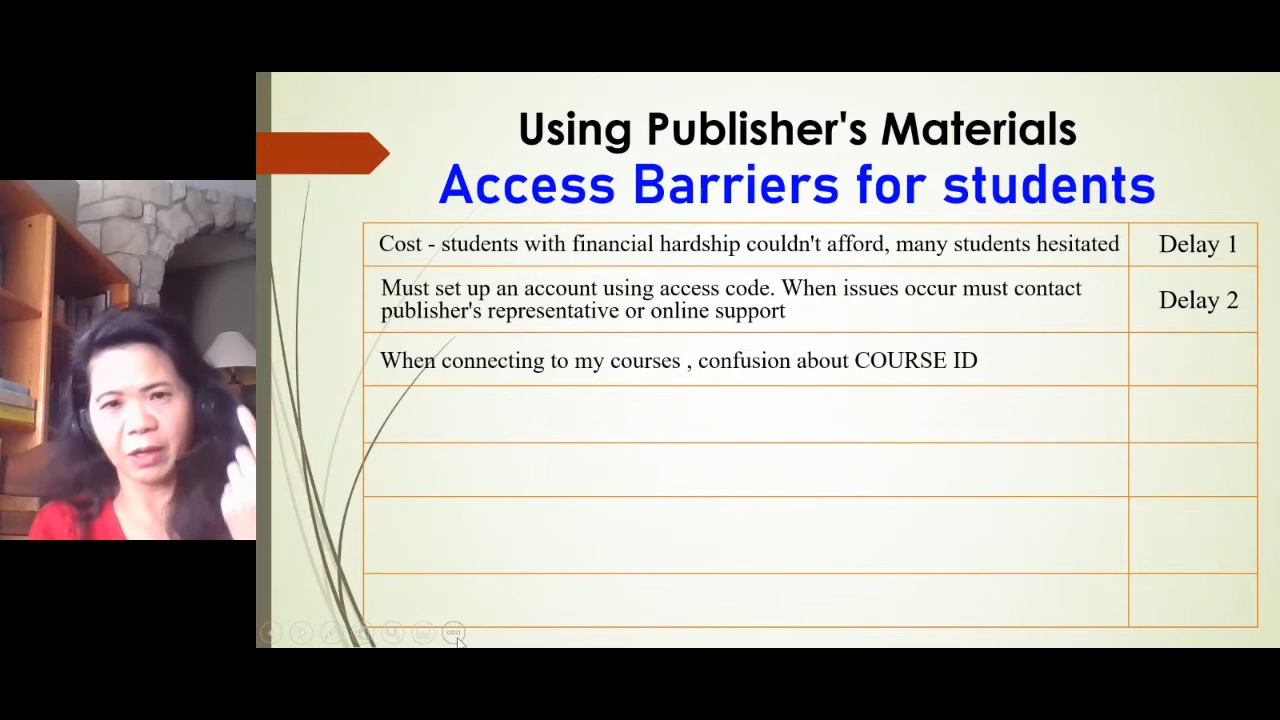 Using Publisher's Materials
Access Barriers for students
Cost - students with financial hardship couldn't afford, many students hesitated
Delay 1
Must set up an account using access code. When issues occur must contact
publisher's representative or online support
Delay 2
When connecting to my courses , confusion about COURSE ID